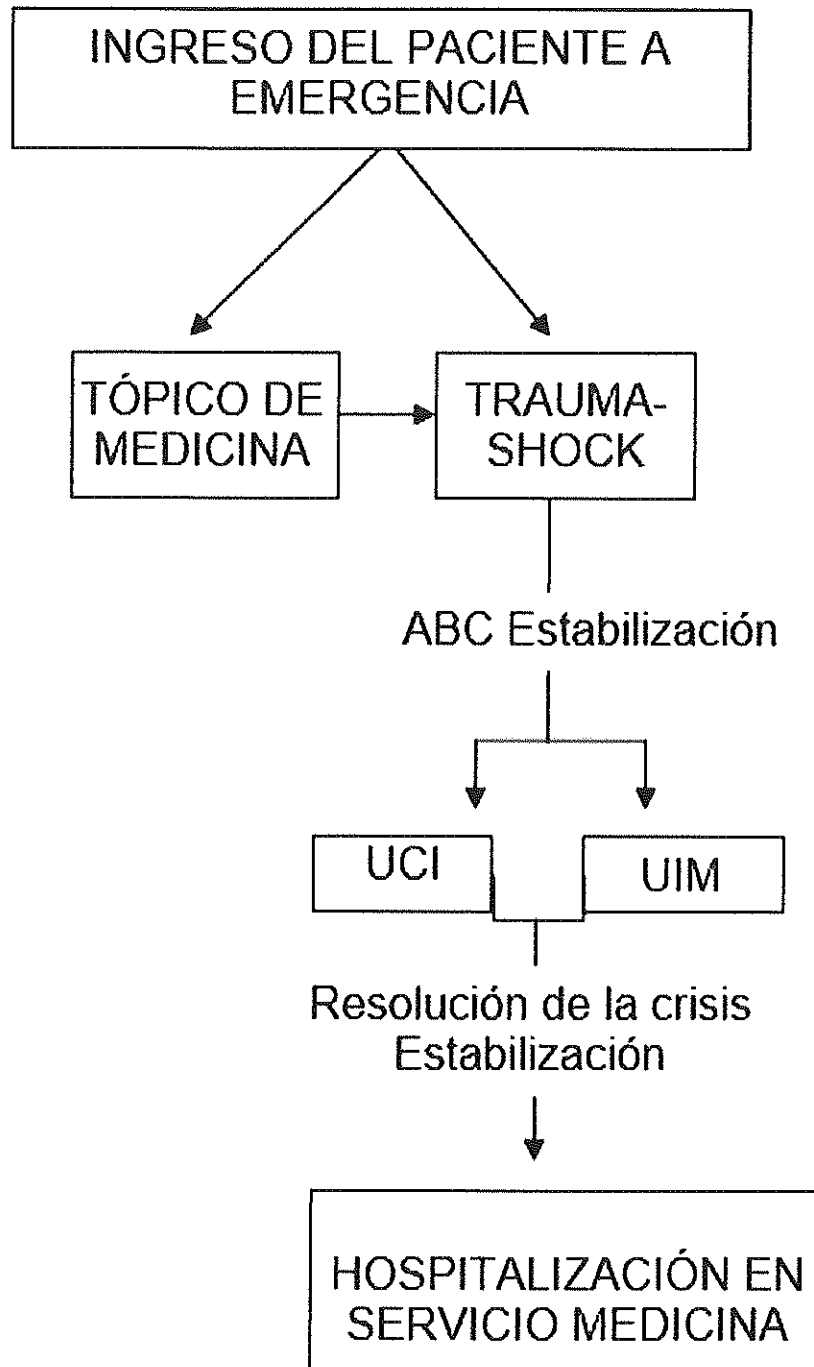 INGRESO DEL PACIENTE A
EMERGENCIA
TÓPICO DE
MEDICINA
TRAUMA-
SHOCK
ABC Estabilización
UCI
UIM
Resolución de la crisis
Estabilización
HOSPITALIZACIÓN EN
SERVICIO MEDICINA